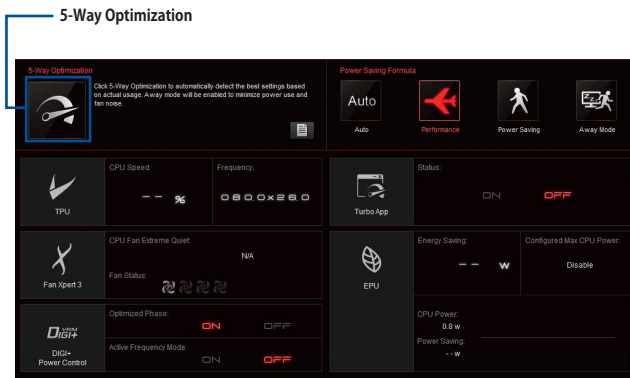 5-Way Optimization
5-Way Optimization
Click 5-Way Optimization to automatically detect the best settings based
on actual usage. Away mode will be enabled to minimize power use and
fan noise.
Power Saving Formula
Auto
Auto
Performance
Power Saving
Away Mode
TPU
CPU Speed:
-- %
Frequency:
080.0x26.0
Turbo App
Status:
ON OFF
Fan Xpert 3
CPU Fan Extreme Quiet:
N/A
Fan Status:
EPU
Energy Saving:
-- W
Configured Max CPU Power:
Disable
CPU Power:
0.8 w
Power Saving:
-- w
DIGI+ VRM
DIGI+
Power Control
Optimized Phase:
ON OFF
Active Frequency Mode:
ON OFF